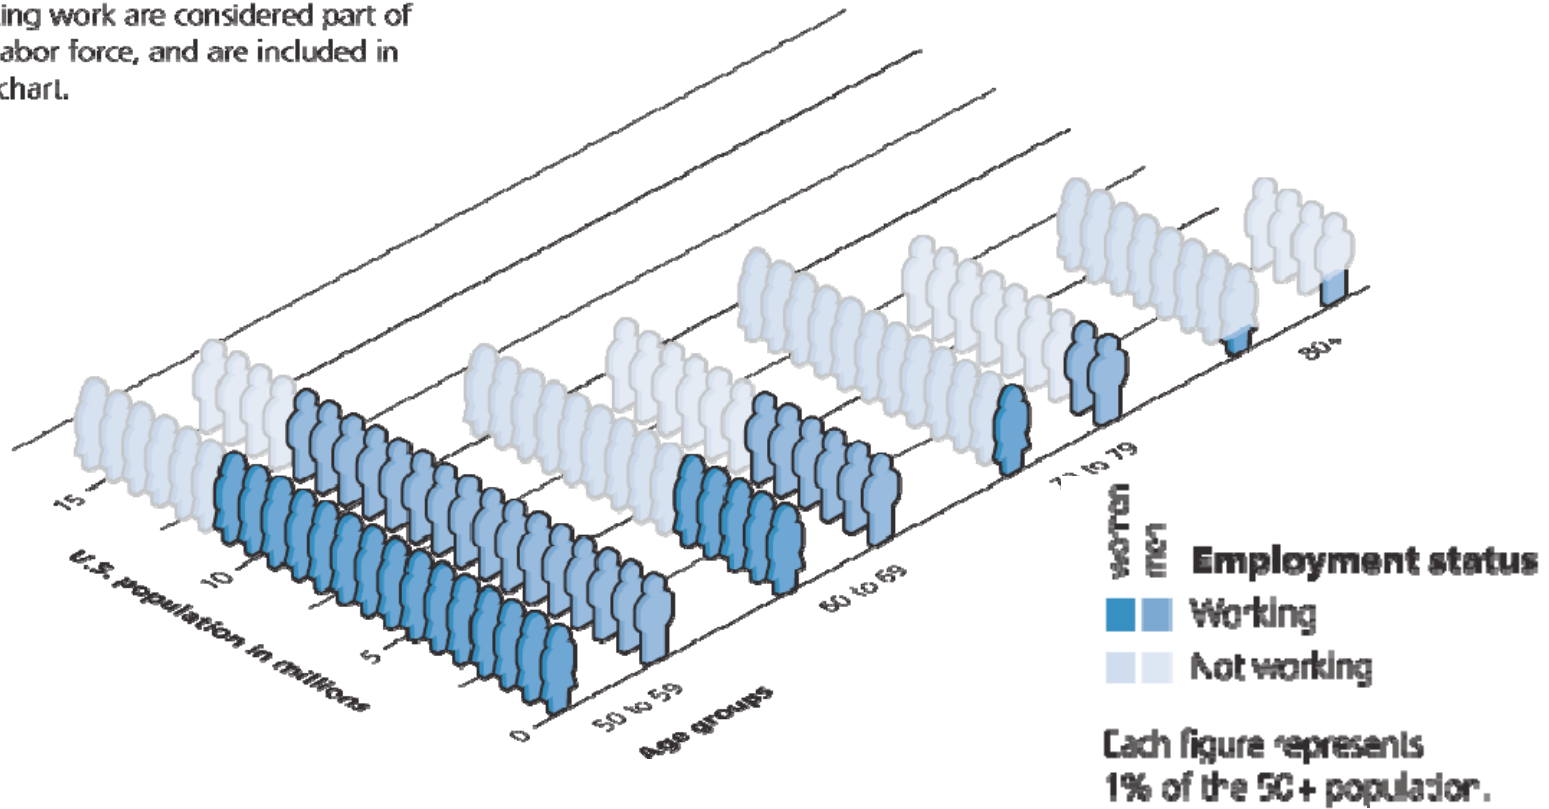 ing work are considered part of
abor force, and are included in
chart.
80+
to 79
60 to 69
50 to 59
Age groups
15
10
5
0
U.S. population in millions
women
men
Employment status
Working
Not working
Each figure represents
1% of the 50+ population.